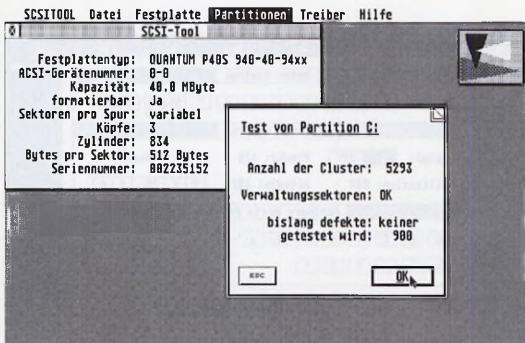 SCSITOOL Datei Festplatte Partitionen Treiber Hilfe
SCSI-Tool
Festplattentyp: QUANTUM P40S 940-40-94xx
ACSI-Gerätenummer: 0-0
Kapazität: 40.0 MByte
formatierbar: Ja
Sektoren pro Spur: variabel
Köpfe: 3
Zylinder: 834
Bytes pro Sektor: 512 Bytes
Seriennummer: 002235152
Test von Partition C:
Anzahl der Cluster: 5293
Verwaltungssektoren: OK
bislang defekte: keiner
getestet wird: 900
ESC
OK